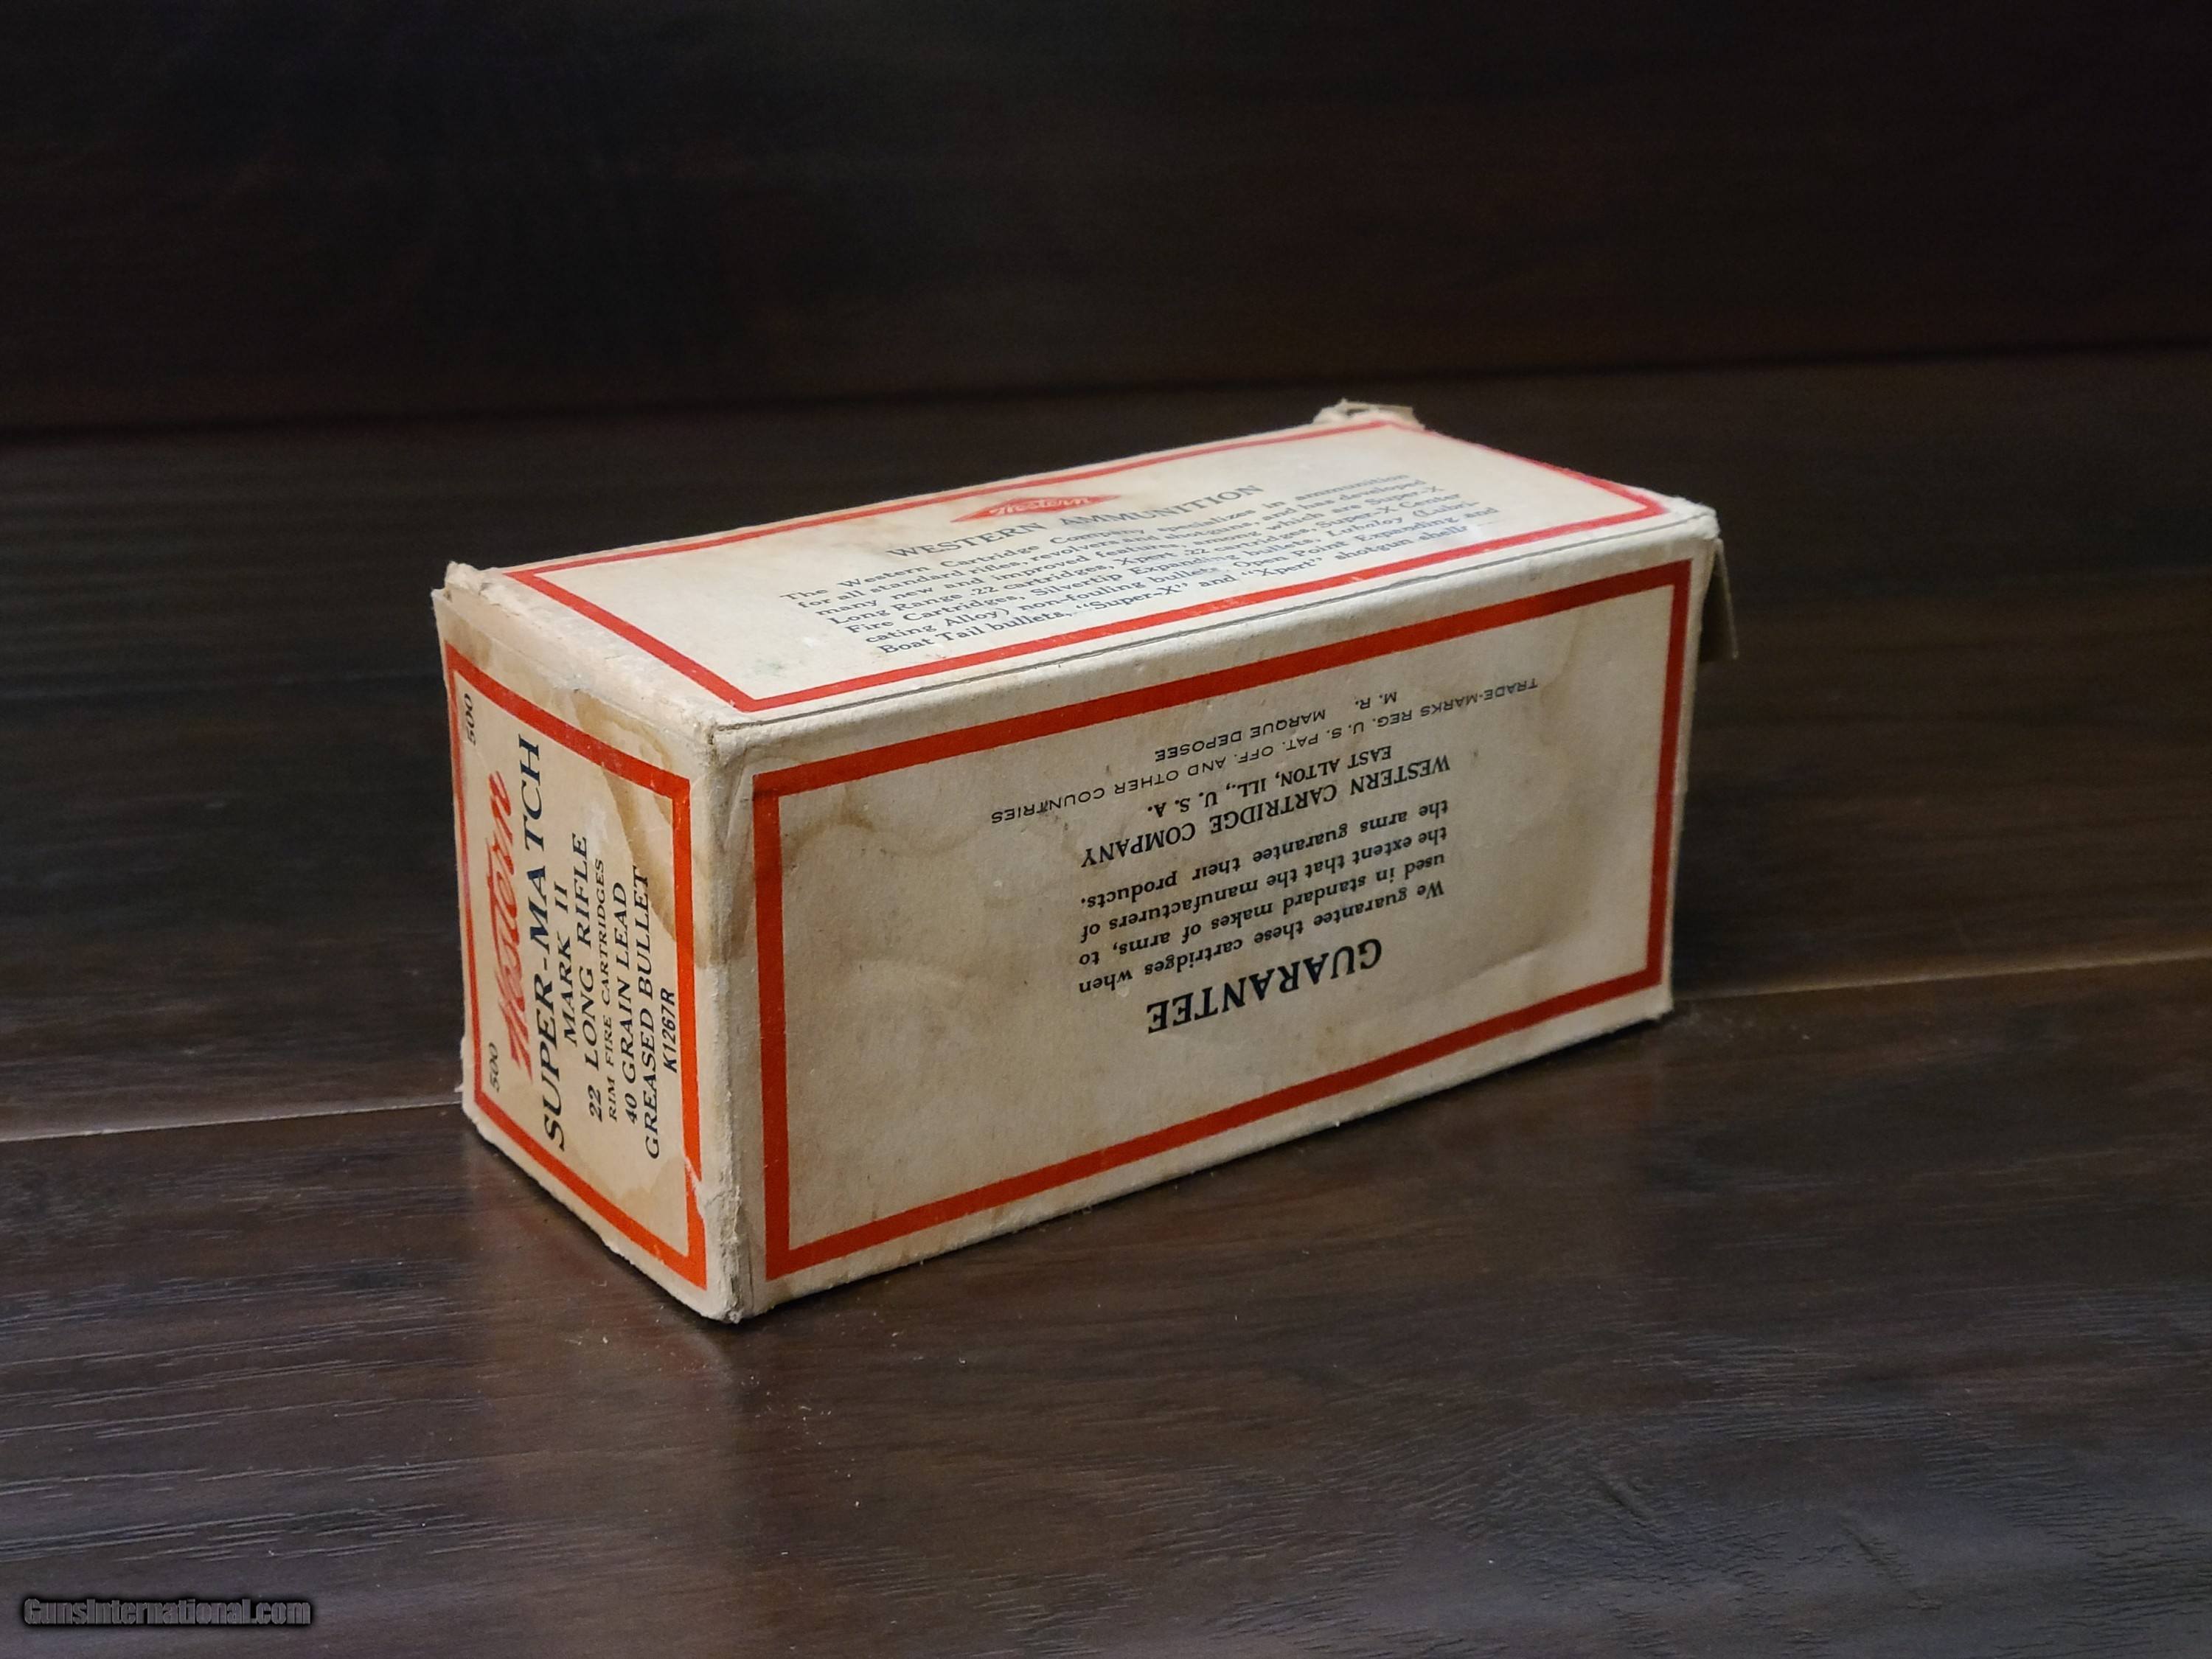 Western
WESTERN AMMUNITION
The Western Cartridge Company specializes in ammunition
for all standard rifles, revolvers and shotguns, and has developed
many new and improved features, among which are Super-X
Long Range .22 cartridges, Xpert .22 cartridges, Super-X Center
Fire Cartridges, Silvertip Expanding bullets, Lubaloy (Lubri-
cating Alloy) non-fouling bullets, Open Point Expanding and
Boat Tail bullets, "Super-X" and "Xpert" shotgun shells
500 500
Western
SUPER-MATCH
MARK II
22 LONG RIFLE
RIM FIRE CARTRIDGES
40 GRAIN LEAD
GREASED BULLET
K1267R
GUARANTEE
We guarantee these cartridges when
used in standard makes of arms, to
the extent that the manufacturers of
the arms guarantee their products.
WESTERN CARTRIDGE COMPANY
EAST ALTON, ILL., U. S. A.
TRADE-MARKS REG. U. S. PAT. OFF. AND OTHER COUNTRIES
M. R. MARQUE DEPOSEE
GunsInternational.com